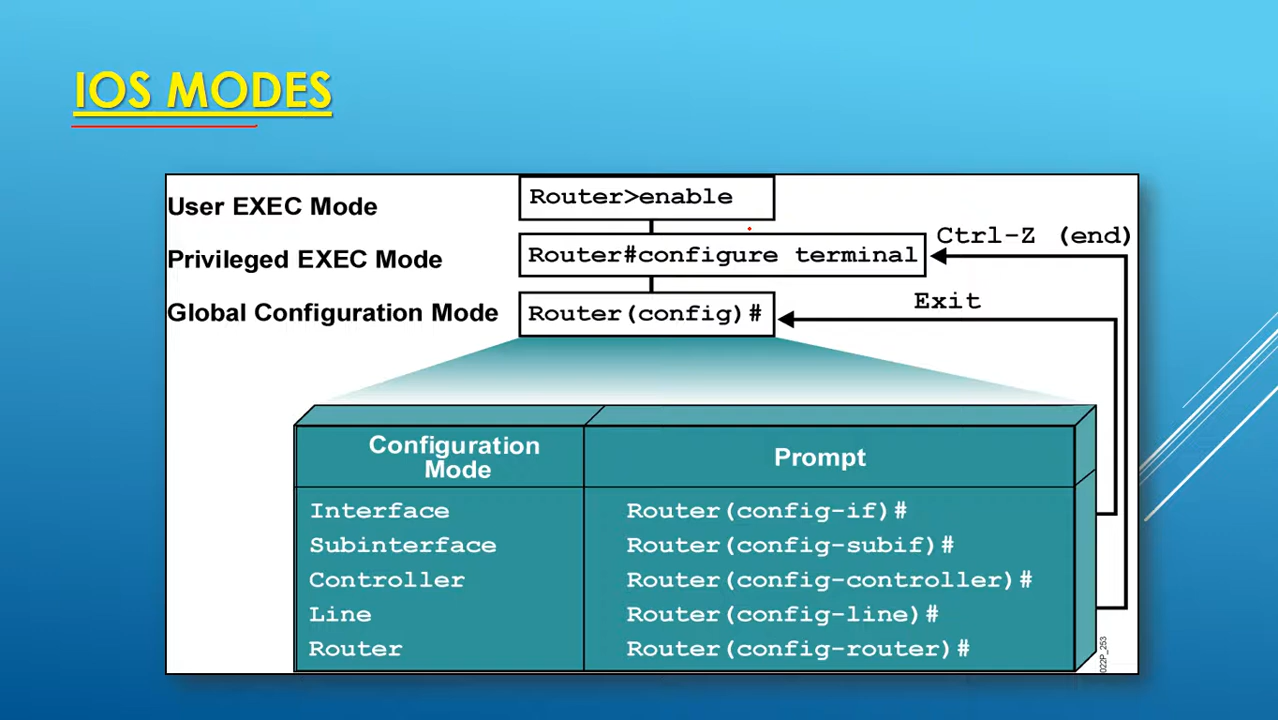 IOS MODES
User EXEC Mode
Router>enable
Ctrl-Z (end)
Privileged EXEC Mode
Router#configure terminal
Exit
Global Configuration Mode
Router(config)#
Configuration
Mode
Prompt
Interface
Router(config-if)#
Subinterface
Router(config-subif)#
Controller
Router(config-controller)#
Line
Router(config-line)#
Router
Router(config-router)#
022P_253